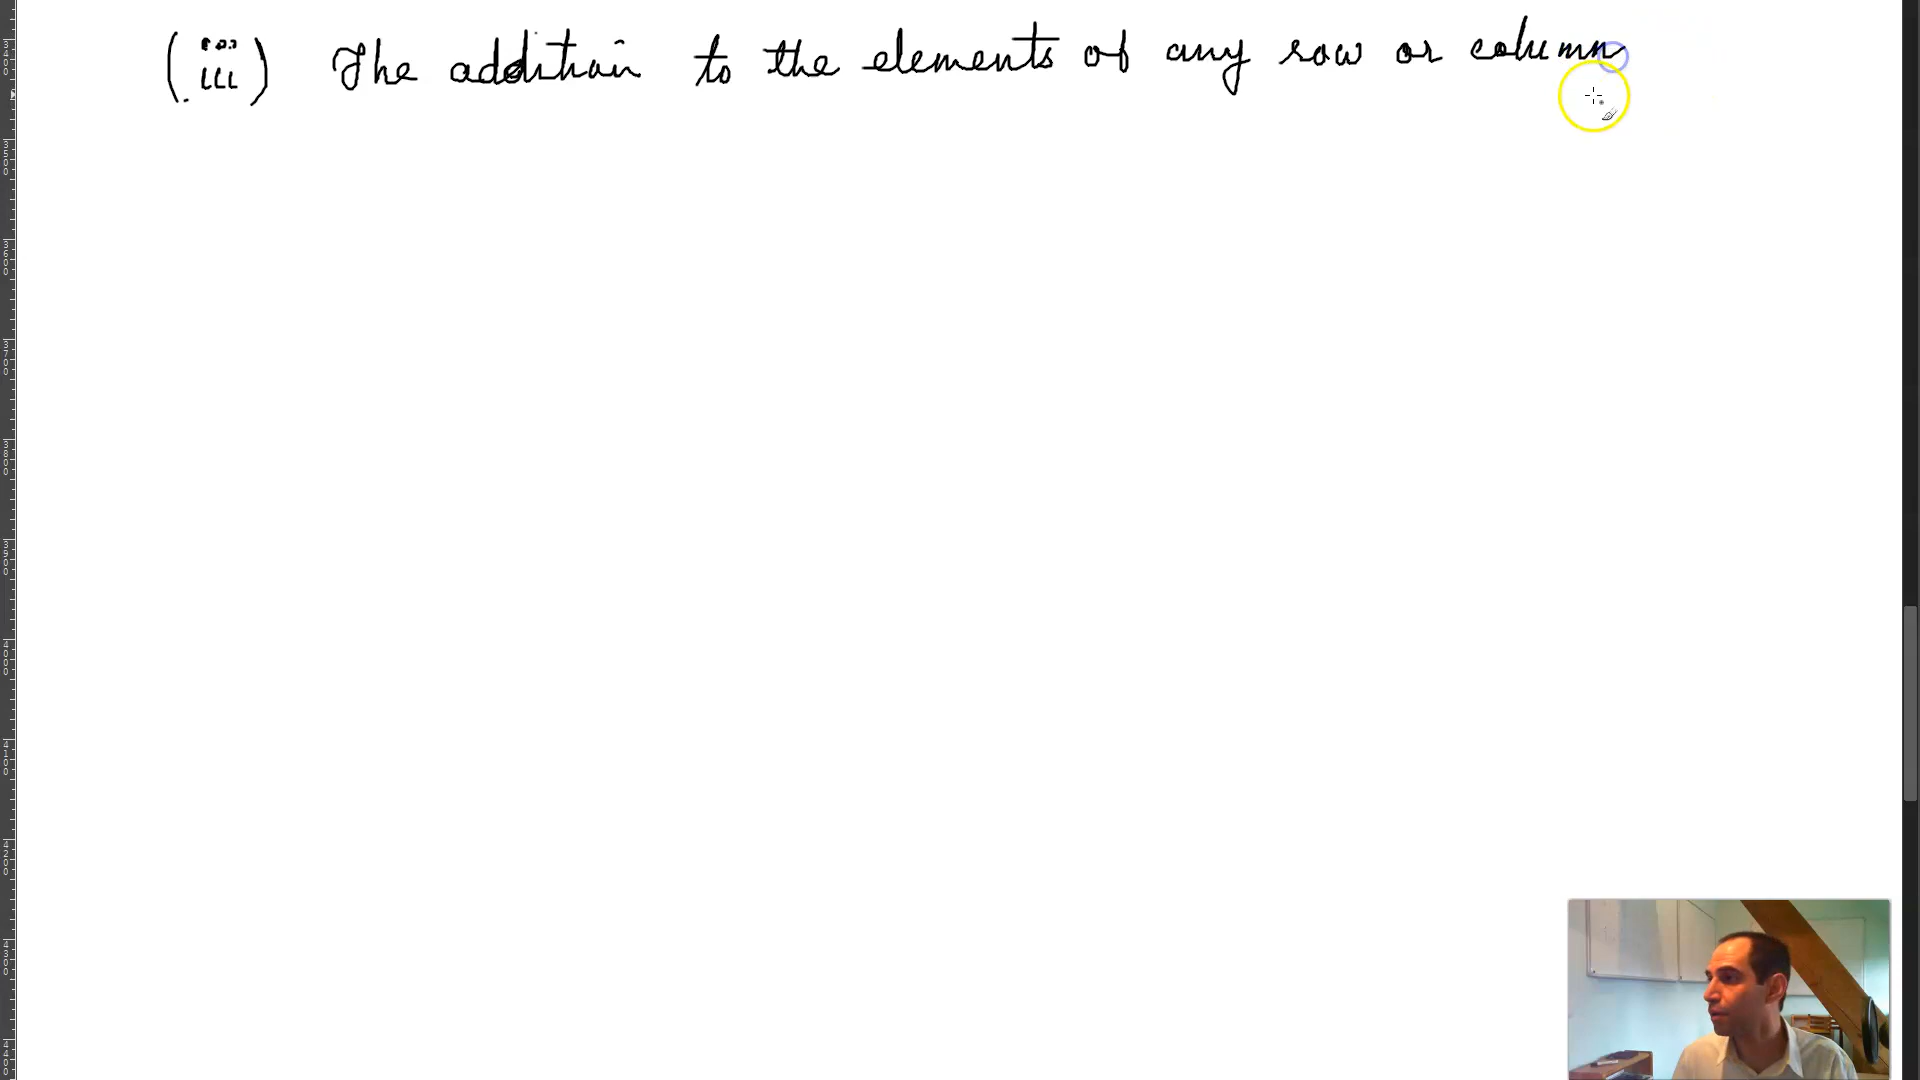 (iii) The addition to the elements of any row or column